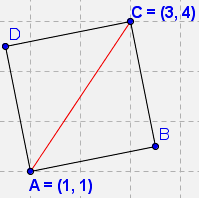 C = (3, 4)
D
B
A = (1, 1)